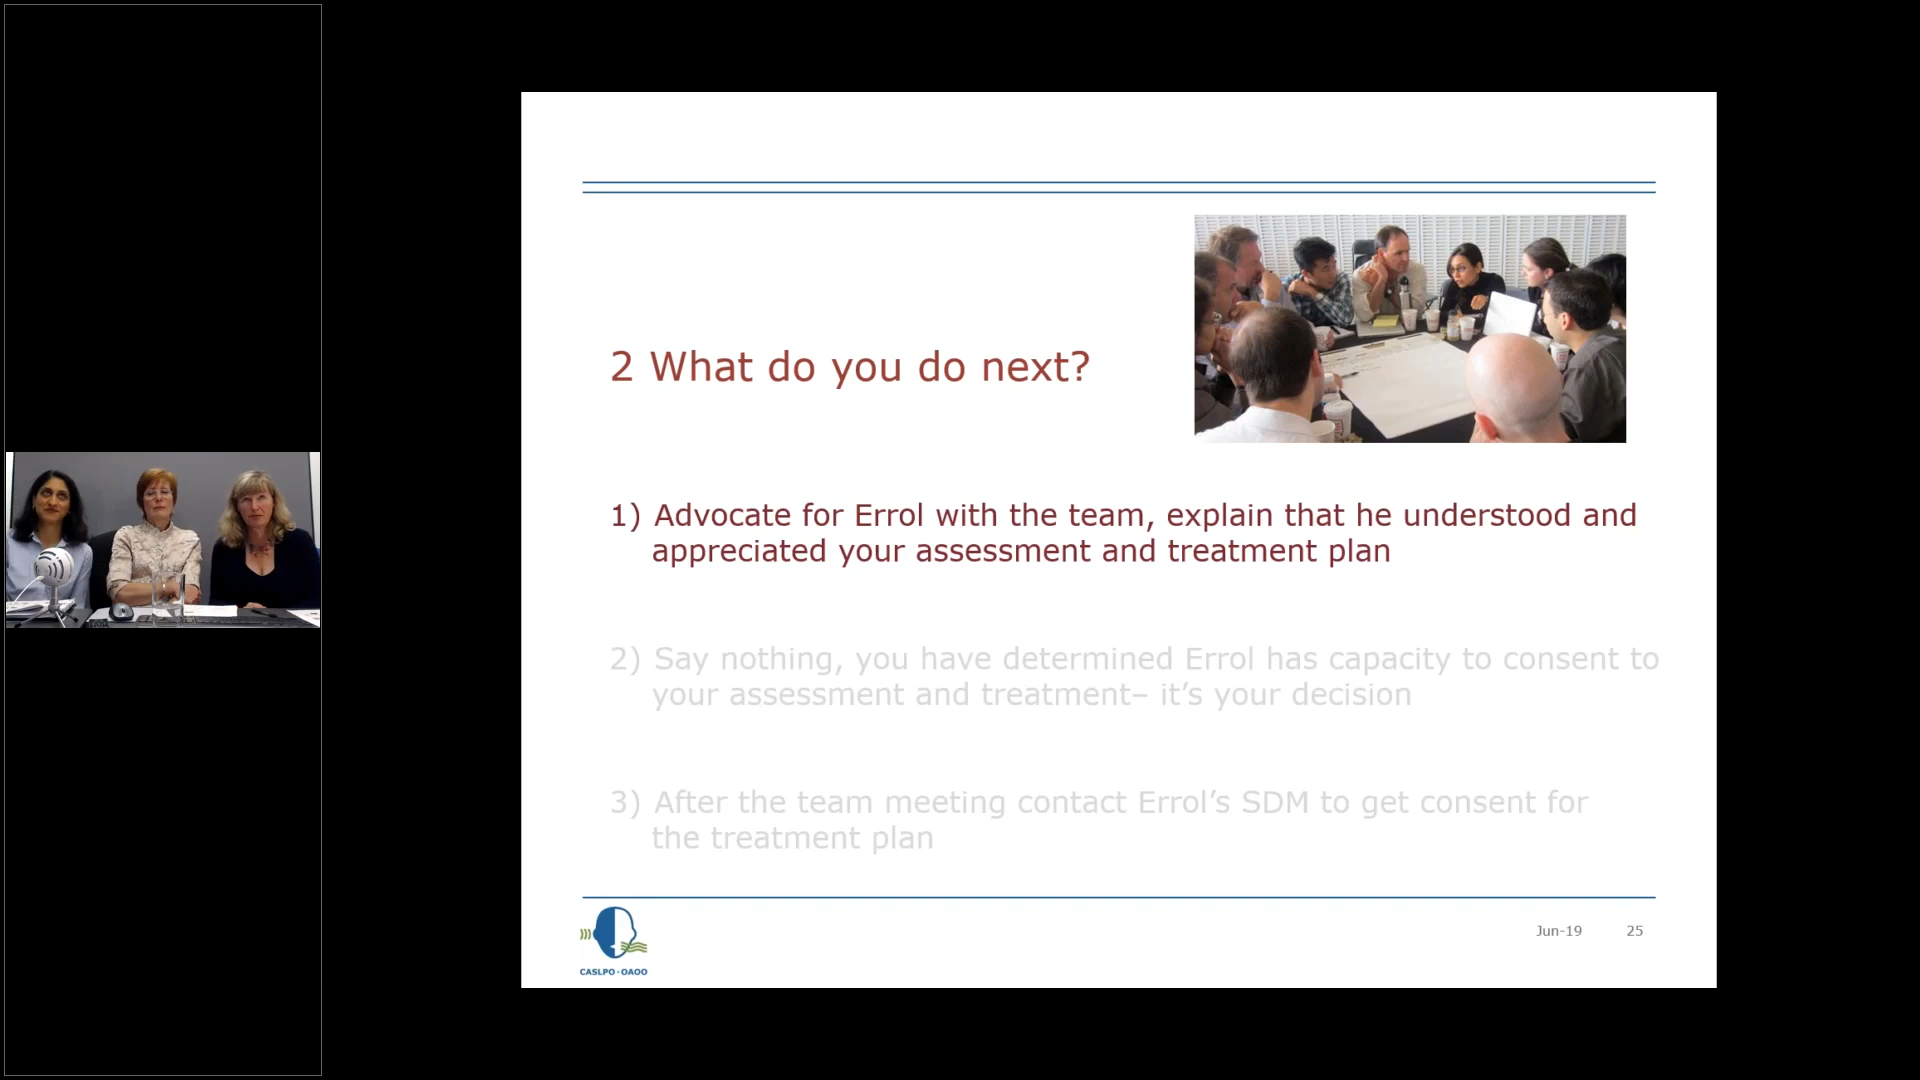 2 What do you do next?
1) Advocate for Errol with the team, explain that he understood and
appreciated your assessment and treatment plan
2) Say nothing, you have determined Errol has capacity to consent to
your assessment and treatment– it’s your decision
3) After the team meeting contact Errol’s SDM to get consent for
the treatment plan
CASLPO·OAOO
Jun-19 25